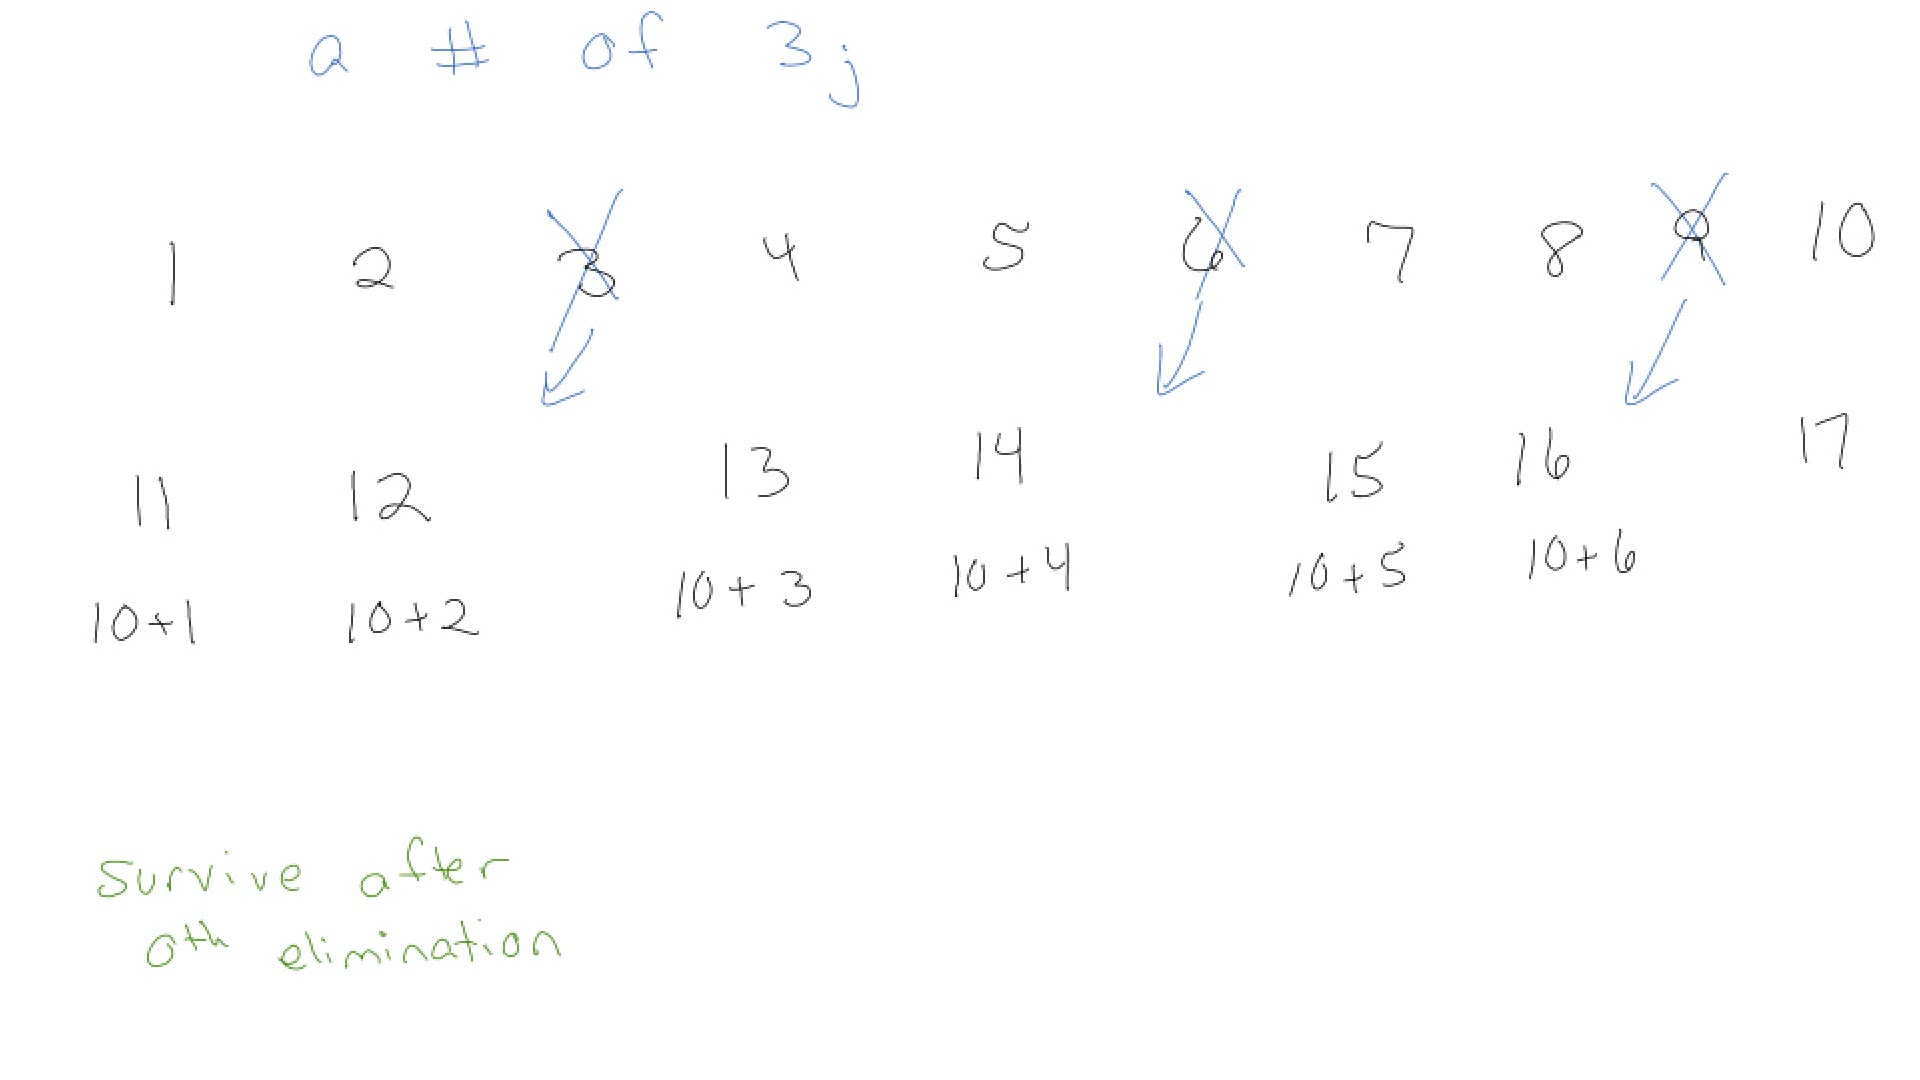 a # of 3j
1 2 3 4 5 6 7 8 9 10
11 12 13 14 15 16 17
10+1 10+2 10+3 10+4 10+5 10+6
survive after
0th elimination